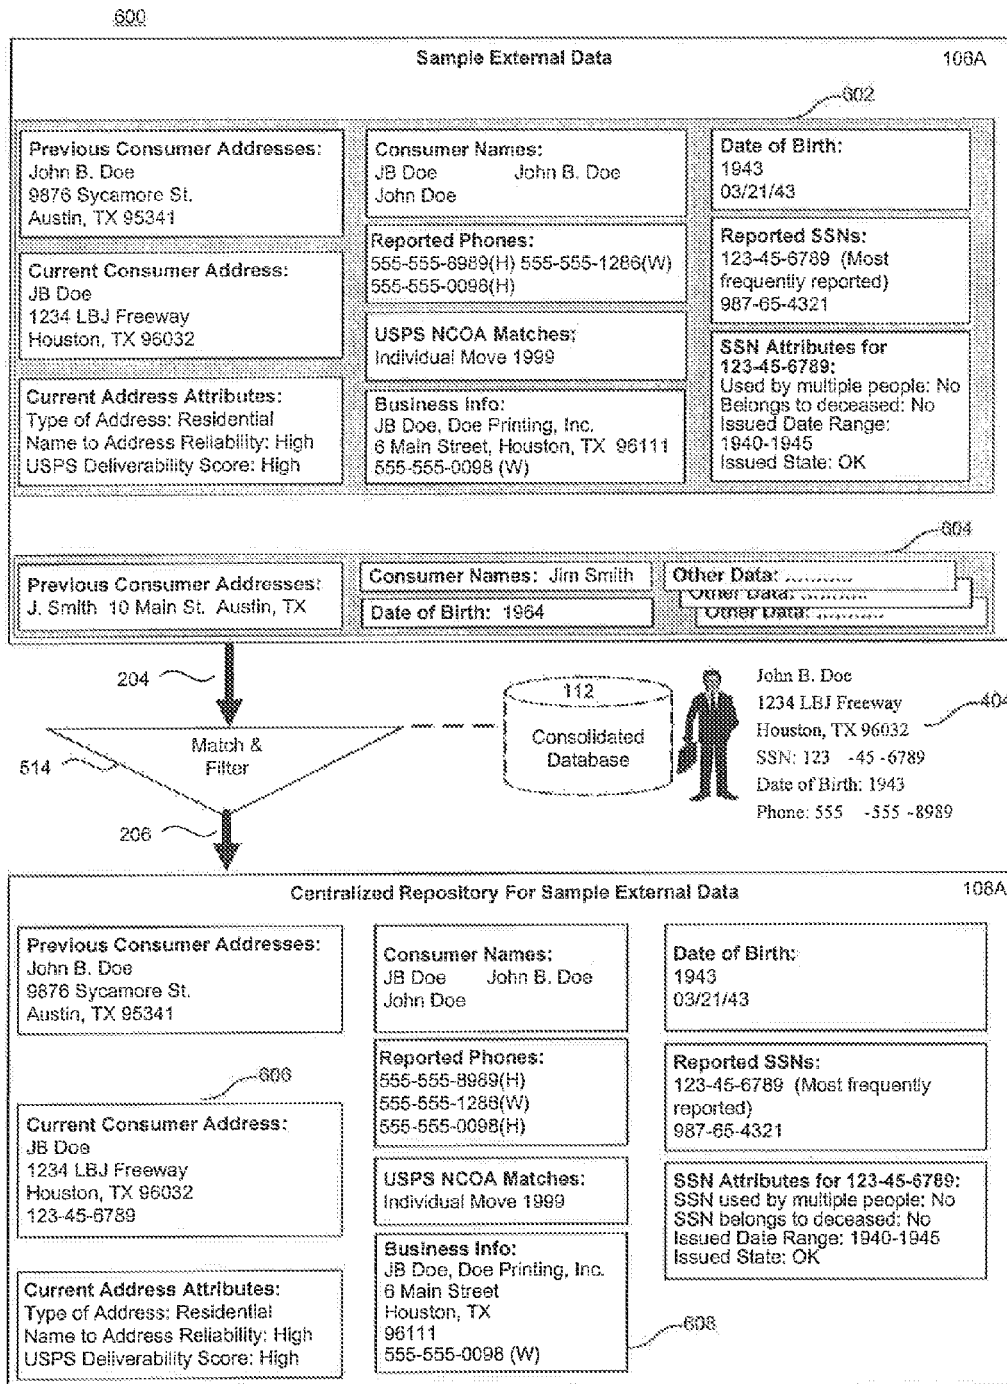 600
Sample External Data
106A
602
Previous Consumer Addresses:
John B. Doe
9876 Sycamore St.
Austin, TX 95341
Current Consumer Address:
JB Doe
1234 LBJ Freeway
Houston, TX 96032
Current Address Attributes:
Type of Address: Residential
Name to Address Reliability: High
USPS Deliverability Score: High
Consumer Names:
JB Doe John B. Doe
John Doe
Reported Phones:
555-555-8989(H) 555-555-1286(W)
555-555-0098(H)
USPS NCOA Matches:
Individual Move 1999
Business Info:
JB Doe, Doe Printing, Inc.
6 Main Street, Houston, TX 96111
555-555-0098 (W)
Date of Birth:
1943
03/21/43
Reported SSNs:
123-45-6789 (Most
frequently reported)
987-65-4321
SSN Attributes for
123-45-6789:
Used by multiple people: No
Belongs to deceased: No
Issued Date Range:
1940-1945
Issued State: OK
604
Previous Consumer Addresses:
J. Smith 10 Main St. Austin, TX
Consumer Names: Jim Smith
Date of Birth: 1964
Other Data: ............
Other Data: ............
Other Data: ............
204
Match &
Filter
514
206
112
Consolidated
Database
John B. Doe
1234 LBJ Freeway
Houston, TX 96032
SSN: 123 -45 -6789
Date of Birth: 1943
Phone: 555 -555 -8989
404
Centralized Repository For Sample External Data
108A
Previous Consumer Addresses:
John B. Doe
9876 Sycamore St.
Austin, TX 95341
606
Current Consumer Address:
JB Doe
1234 LBJ Freeway
Houston, TX 96032
123-45-6789
Current Address Attributes:
Type of Address: Residential
Name to Address Reliability: High
USPS Deliverability Score: High
Consumer Names:
JB Doe John B. Doe
John Doe
Reported Phones:
555-555-8989(H)
555-555-1286(W)
555-555-0098(H)
USPS NCOA Matches:
Individual Move 1999
Business Info:
JB Doe, Doe Printing, Inc.
6 Main Street
Houston, TX
96111
555-555-0098 (W)
608
Date of Birth:
1943
03/21/43
Reported SSNs:
123-45-6789 (Most frequently
reported)
987-65-4321
SSN Attributes for 123-45-6789:
SSN used by multiple people: No
SSN belongs to deceased: No
Issued Date Range: 1940-1945
Issued State: OK